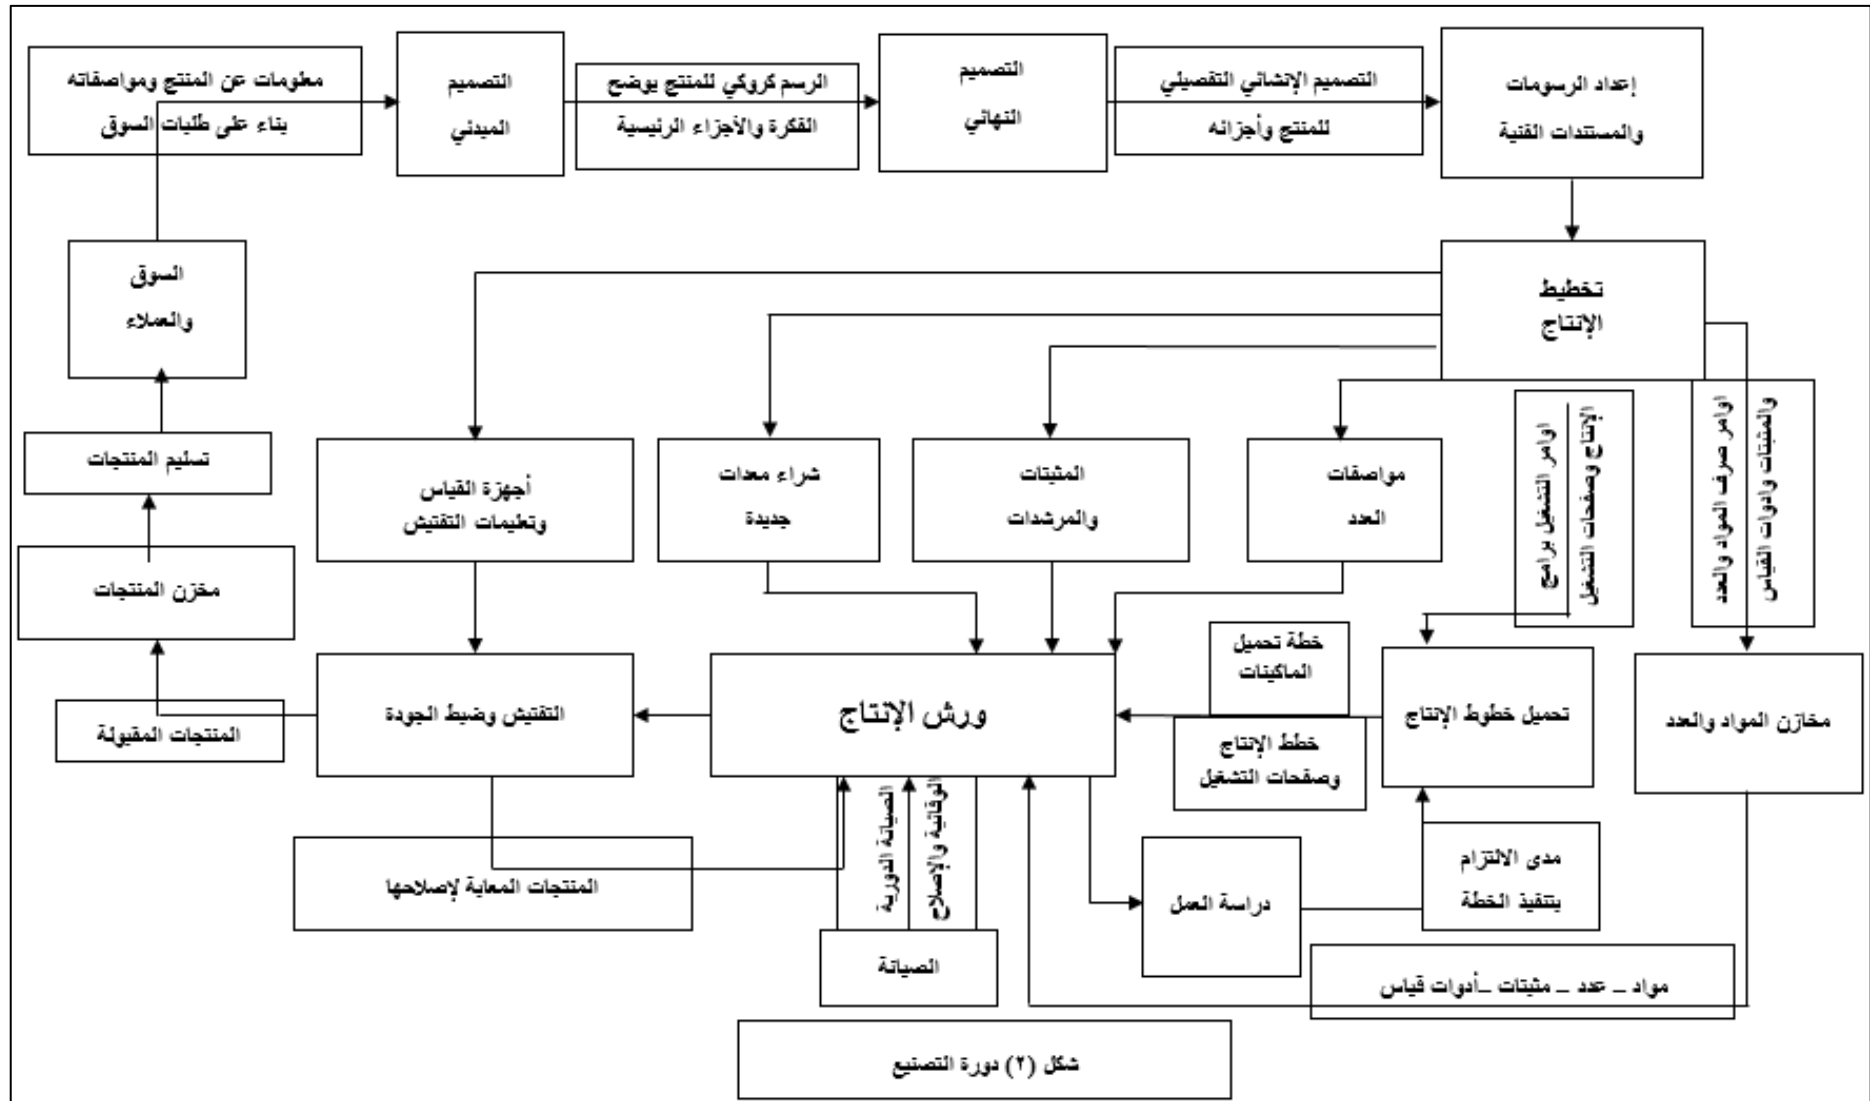 معلومات عن المنتج ومواصفاته
بناء على طلبات السوق
التصميم
المبدئي
الرسم كروكي للمنتج يوضح
الفكرة والأجزاء الرئيسية
التصميم
النهائي
التصميم الإنشائي التفصيلي
للمنتج وأجزائه
إعداد الرسومات
والمستندات الفنية
السوق
والعملاء
تخطيط
الإنتاج
تسليم المنتجات
أجهزة القياس
وتعليمات التفتيش
شراء معدات
جديدة
المثبتات
والمرشدات
مواصفات
العدد
اوامر التشغيل برامج
الإنتاج وصفحات التشغيل
اوامر صرف المواد والعدد
والمثبتات وادوات القياس
مخزن المنتجات
المنتجات المقبولة
التفتيش وضبط الجودة
ورش الإنتاج
خطة تحميل
الماكينات
خطط الإنتاج
وصفحات التشغيل
تحميل خطوط الإنتاج
مخازن المواد والعدد
المنتجات المعابة لإصلاحها
الصيانة الدورية
الوقائية والإصلاح
الصيانة
دراسة العمل
مدى الالتزام
بتنفيذ الخطة
مواد – عدد – مثبتات –أدوات قياس
شكل (٢) دورة التصنيع